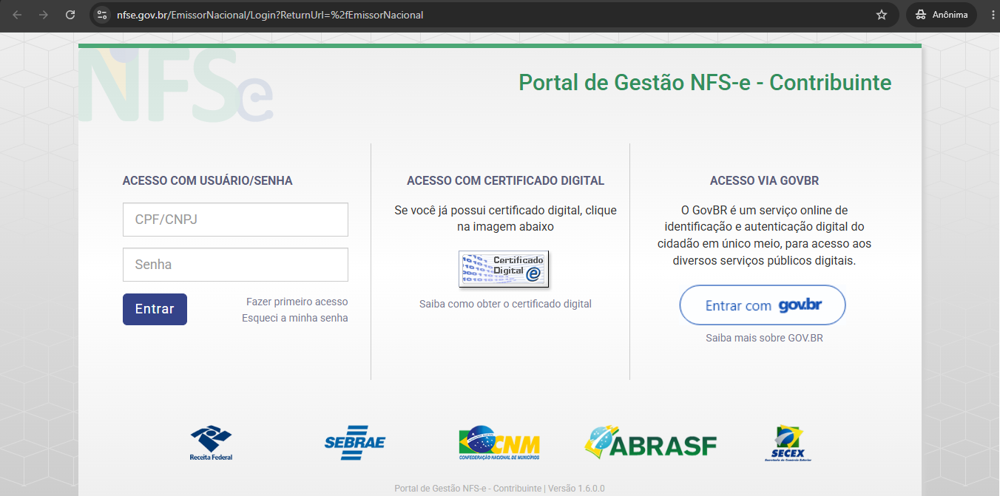 nfse.gov.br/EmissorNacional/Login?ReturnUrl=%2fEmissorNacional
Anônima
NFSe
Portal de Gestão NFS-e - Contribuinte
ACESSO COM USUÁRIO/SENHA
CPF/CNPJ
Senha
Entrar
Fazer primeiro acesso
Esqueci a minha senha
ACESSO COM CERTIFICADO DIGITAL
Se você já possui certificado digital, clique
na imagem abaixo
Certificado
Digital
Saiba como obter o certificado digital
ACESSO VIA GOVBR
O GovBR é um serviço online de
identificação e autenticação digital do
cidadão em único meio, para acesso aos
diversos serviços públicos digitais.
Entrar com gov.br
Saiba mais sobre GOV.BR
Receita Federal
SEBRAE
CNM
CONFEDERAÇÃO NACIONAL DE MUNICÍPIOS
ABRASF
SECEX
Secretaria de Comércio Exterior
Portal de Gestão NFS-e - Contribuinte | Versão 1.6.0.0